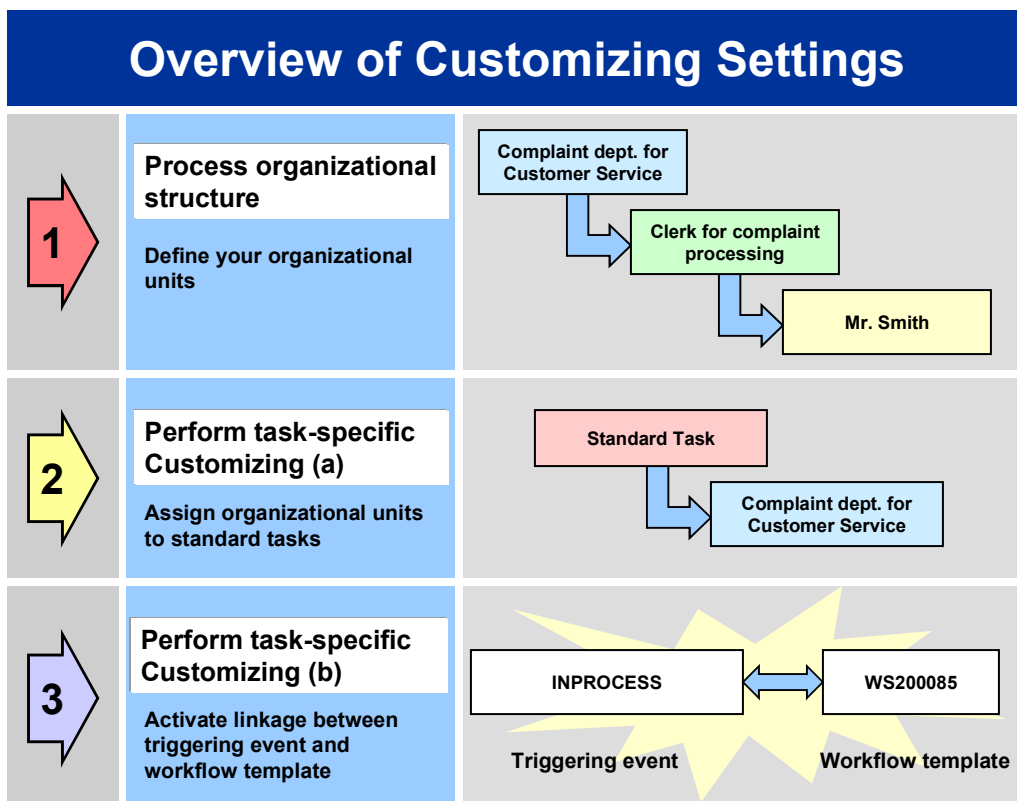 Overview of Customizing Settings
1
Process organizational
structure
Define your organizational
units
Complaint dept. for
Customer Service
Clerk for complaint
processing
Mr. Smith
2
Perform task-specific
Customizing (a)
Assign organizational units
to standard tasks
Standard Task
Complaint dept. for
Customer Service
3
Perform task-specific
Customizing (b)
Activate linkage between
triggering event and
workflow template
INPROCESS
WS200085
Triggering event
Workflow template